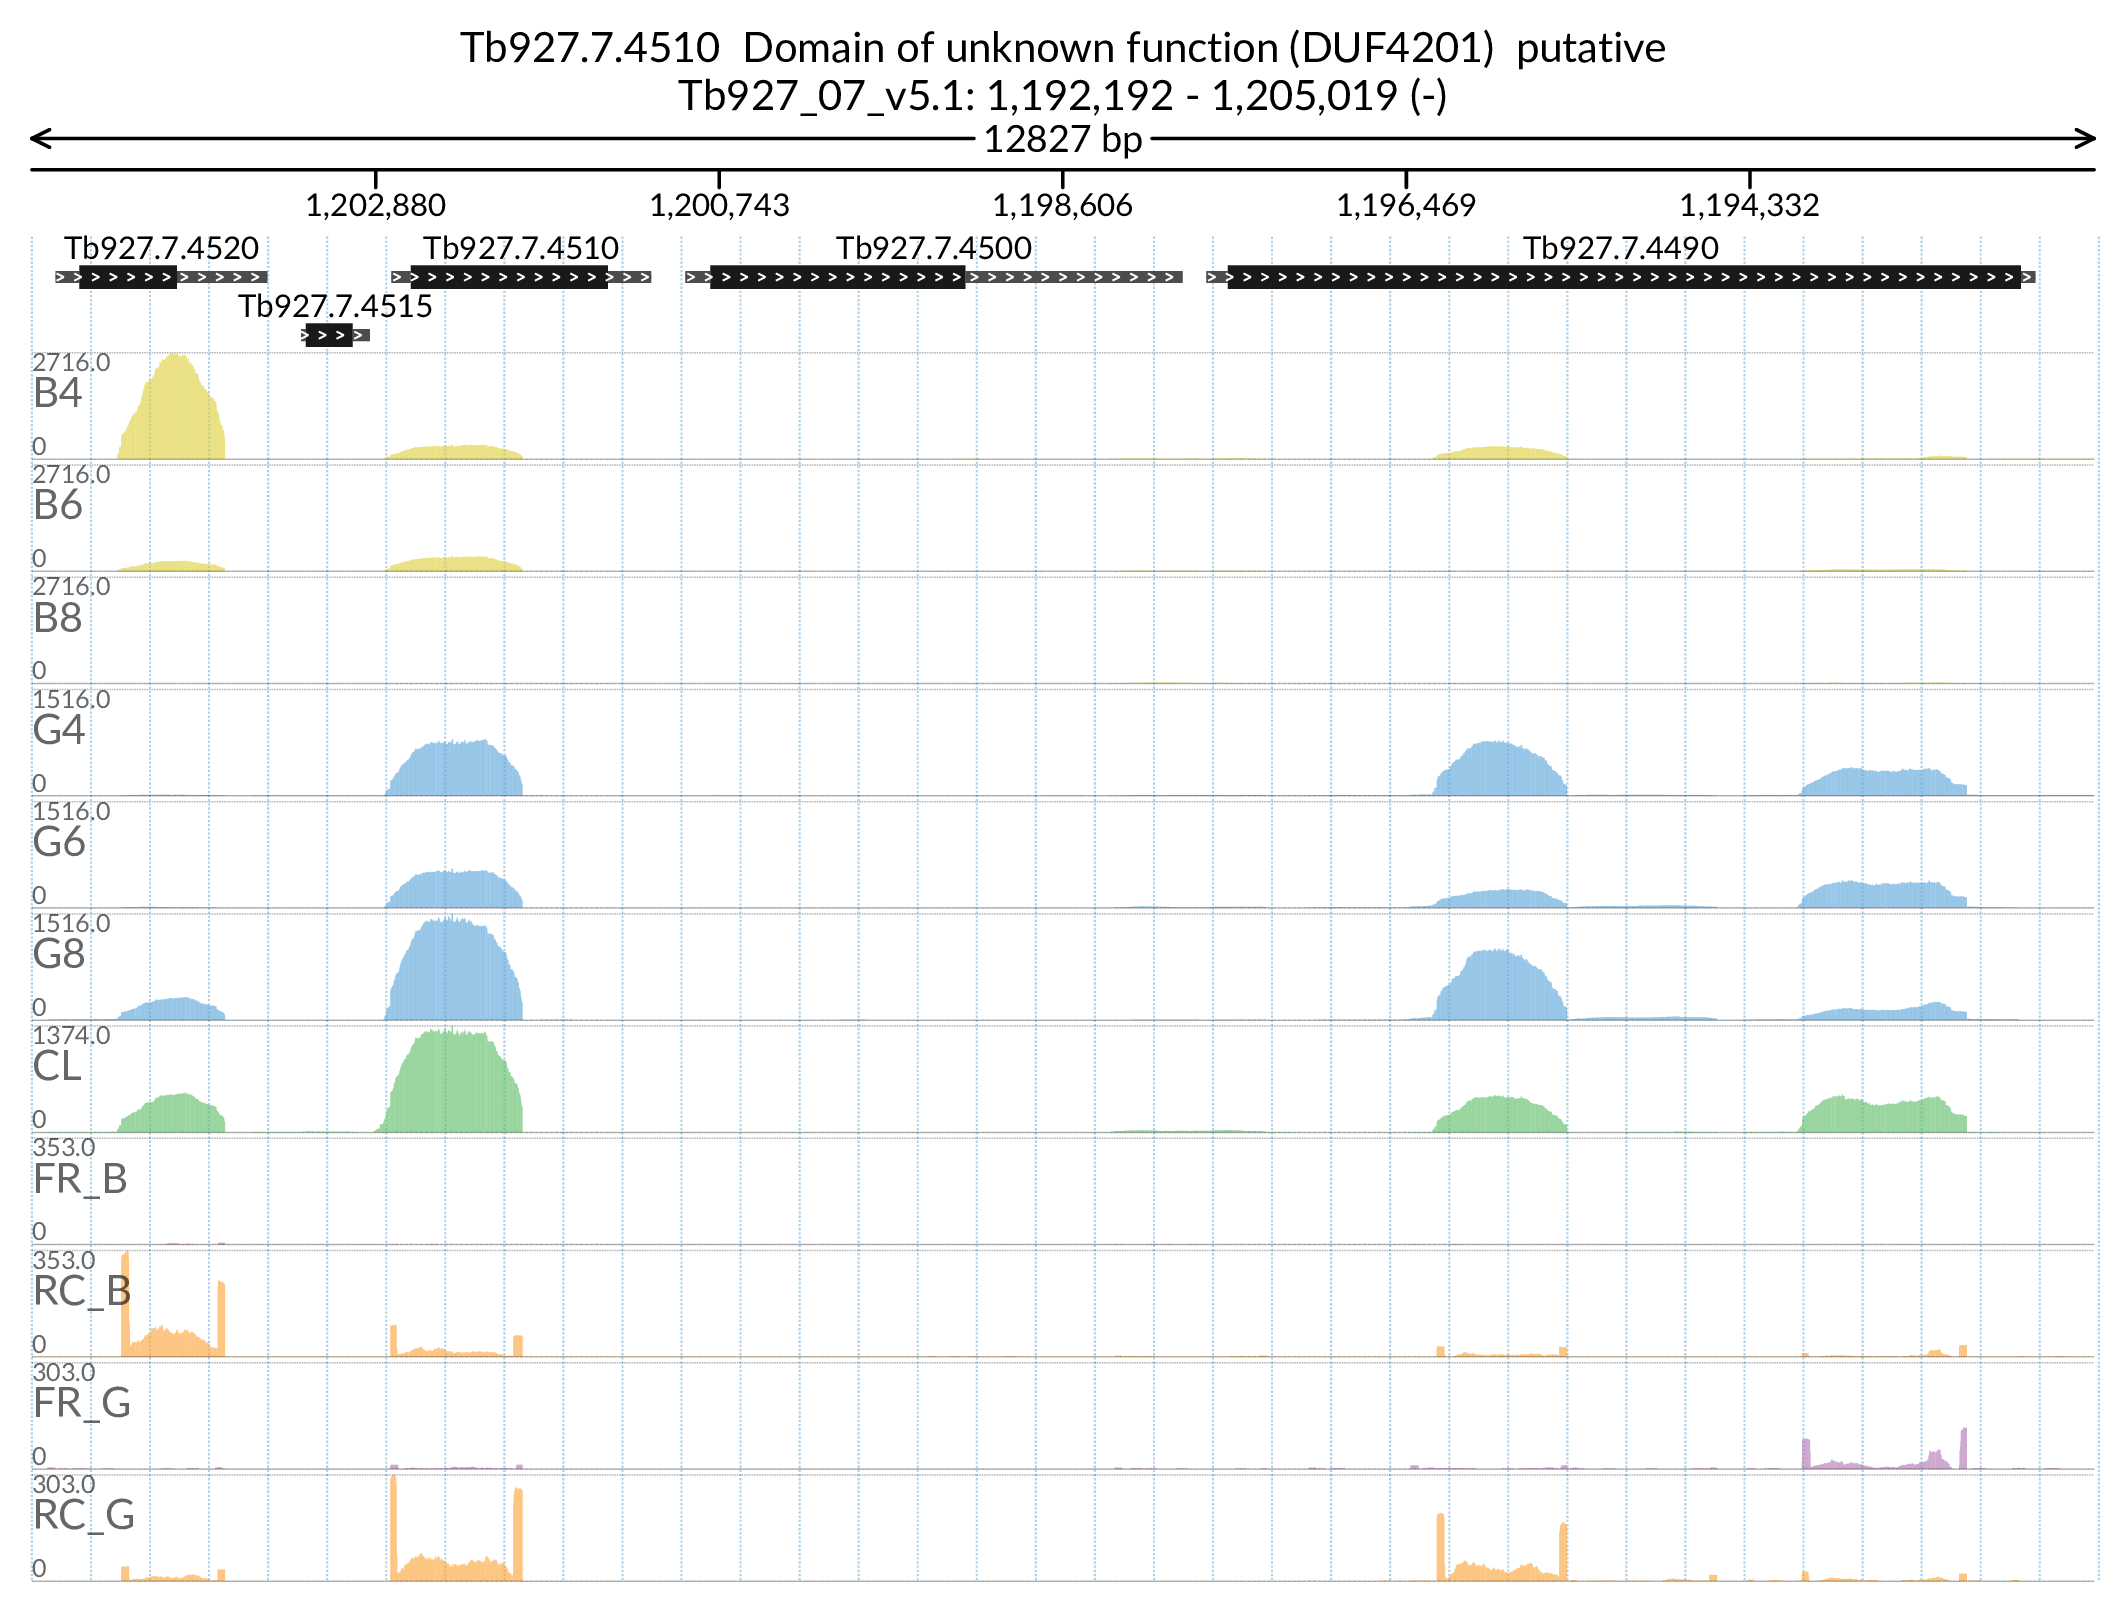 Tb927.7.4510  Domain of unknown function (DUF4201)  putative
Tb927_07_v5.1: 1,192,192 - 1,205,019 (-)
12827 bp
1,202,880 1,200,743 1,198,606 1,196,469 1,194,332
Tb927.7.4520 Tb927.7.4510 Tb927.7.4500 Tb927.7.4490
Tb927.7.4515
2716.0
B4
0
2716.0
B6
0
2716.0
B8
0
1516.0
G4
0
1516.0
G6
0
1516.0
G8
0
1374.0
CL
0
353.0
FR_B
0
353.0
RC_B
0
303.0
FR_G
0
303.0
RC_G
0